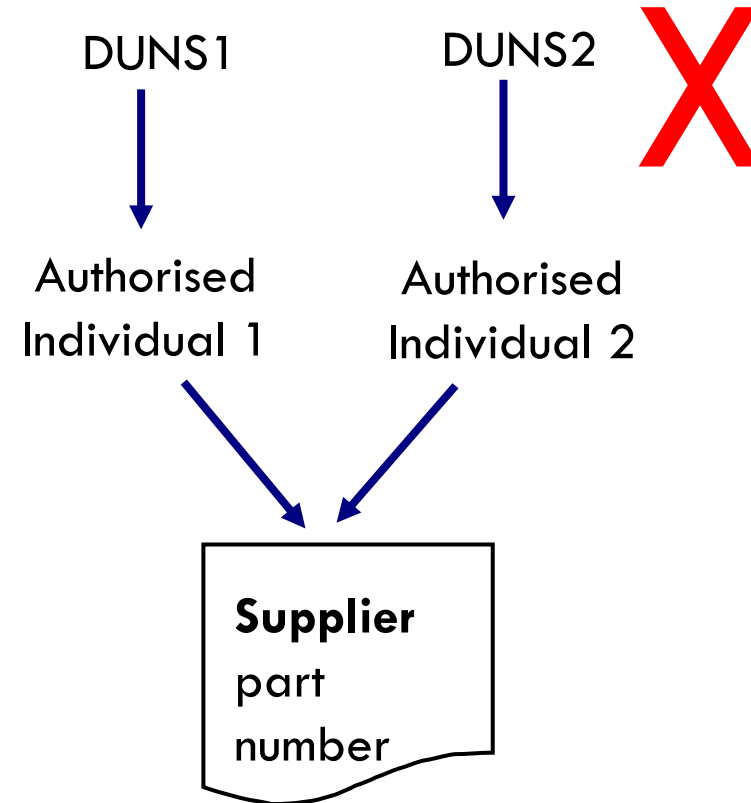 DUNS1
DUNS2
X
Authorised
Individual 1
Authorised
Individual 2
Supplier
part
number